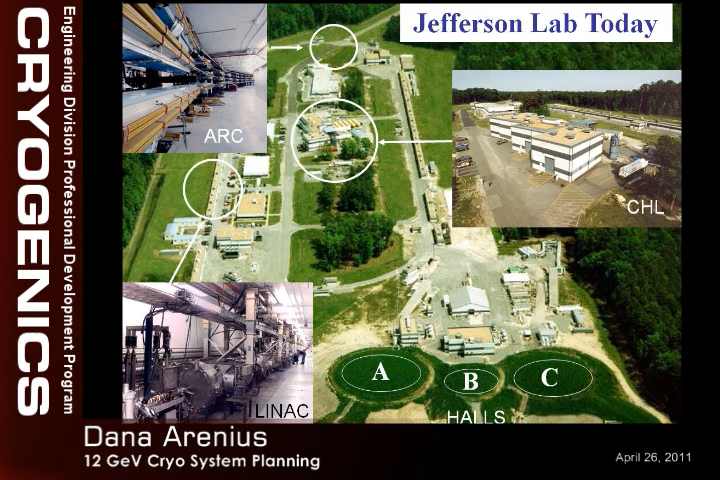 CRYOGENICS
Engineering Division Professional Development Program
Jefferson Lab Today
ARC
CHL
LINAC
A
B
C
HALLS
Dana Arenius
12 GeV Cryo System Planning
April 26, 2011